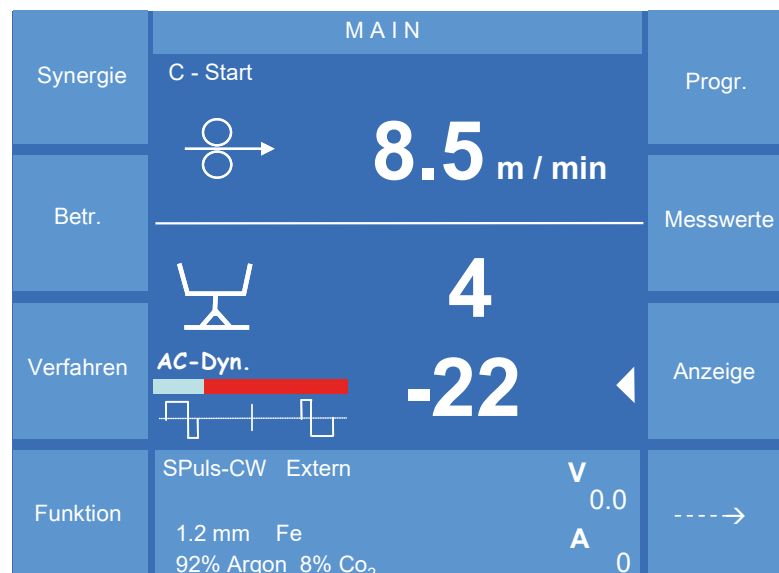 MAIN
Synergie
C - Start
Progr.
8.5 m / min
Betr.
Messwerte
4
Verfahren
AC-Dyn.
-22
Anzeige
Funktion
SPuls-CW Extern
V
0.0
1.2 mm Fe
A
92% Argon 8% Co₂
0